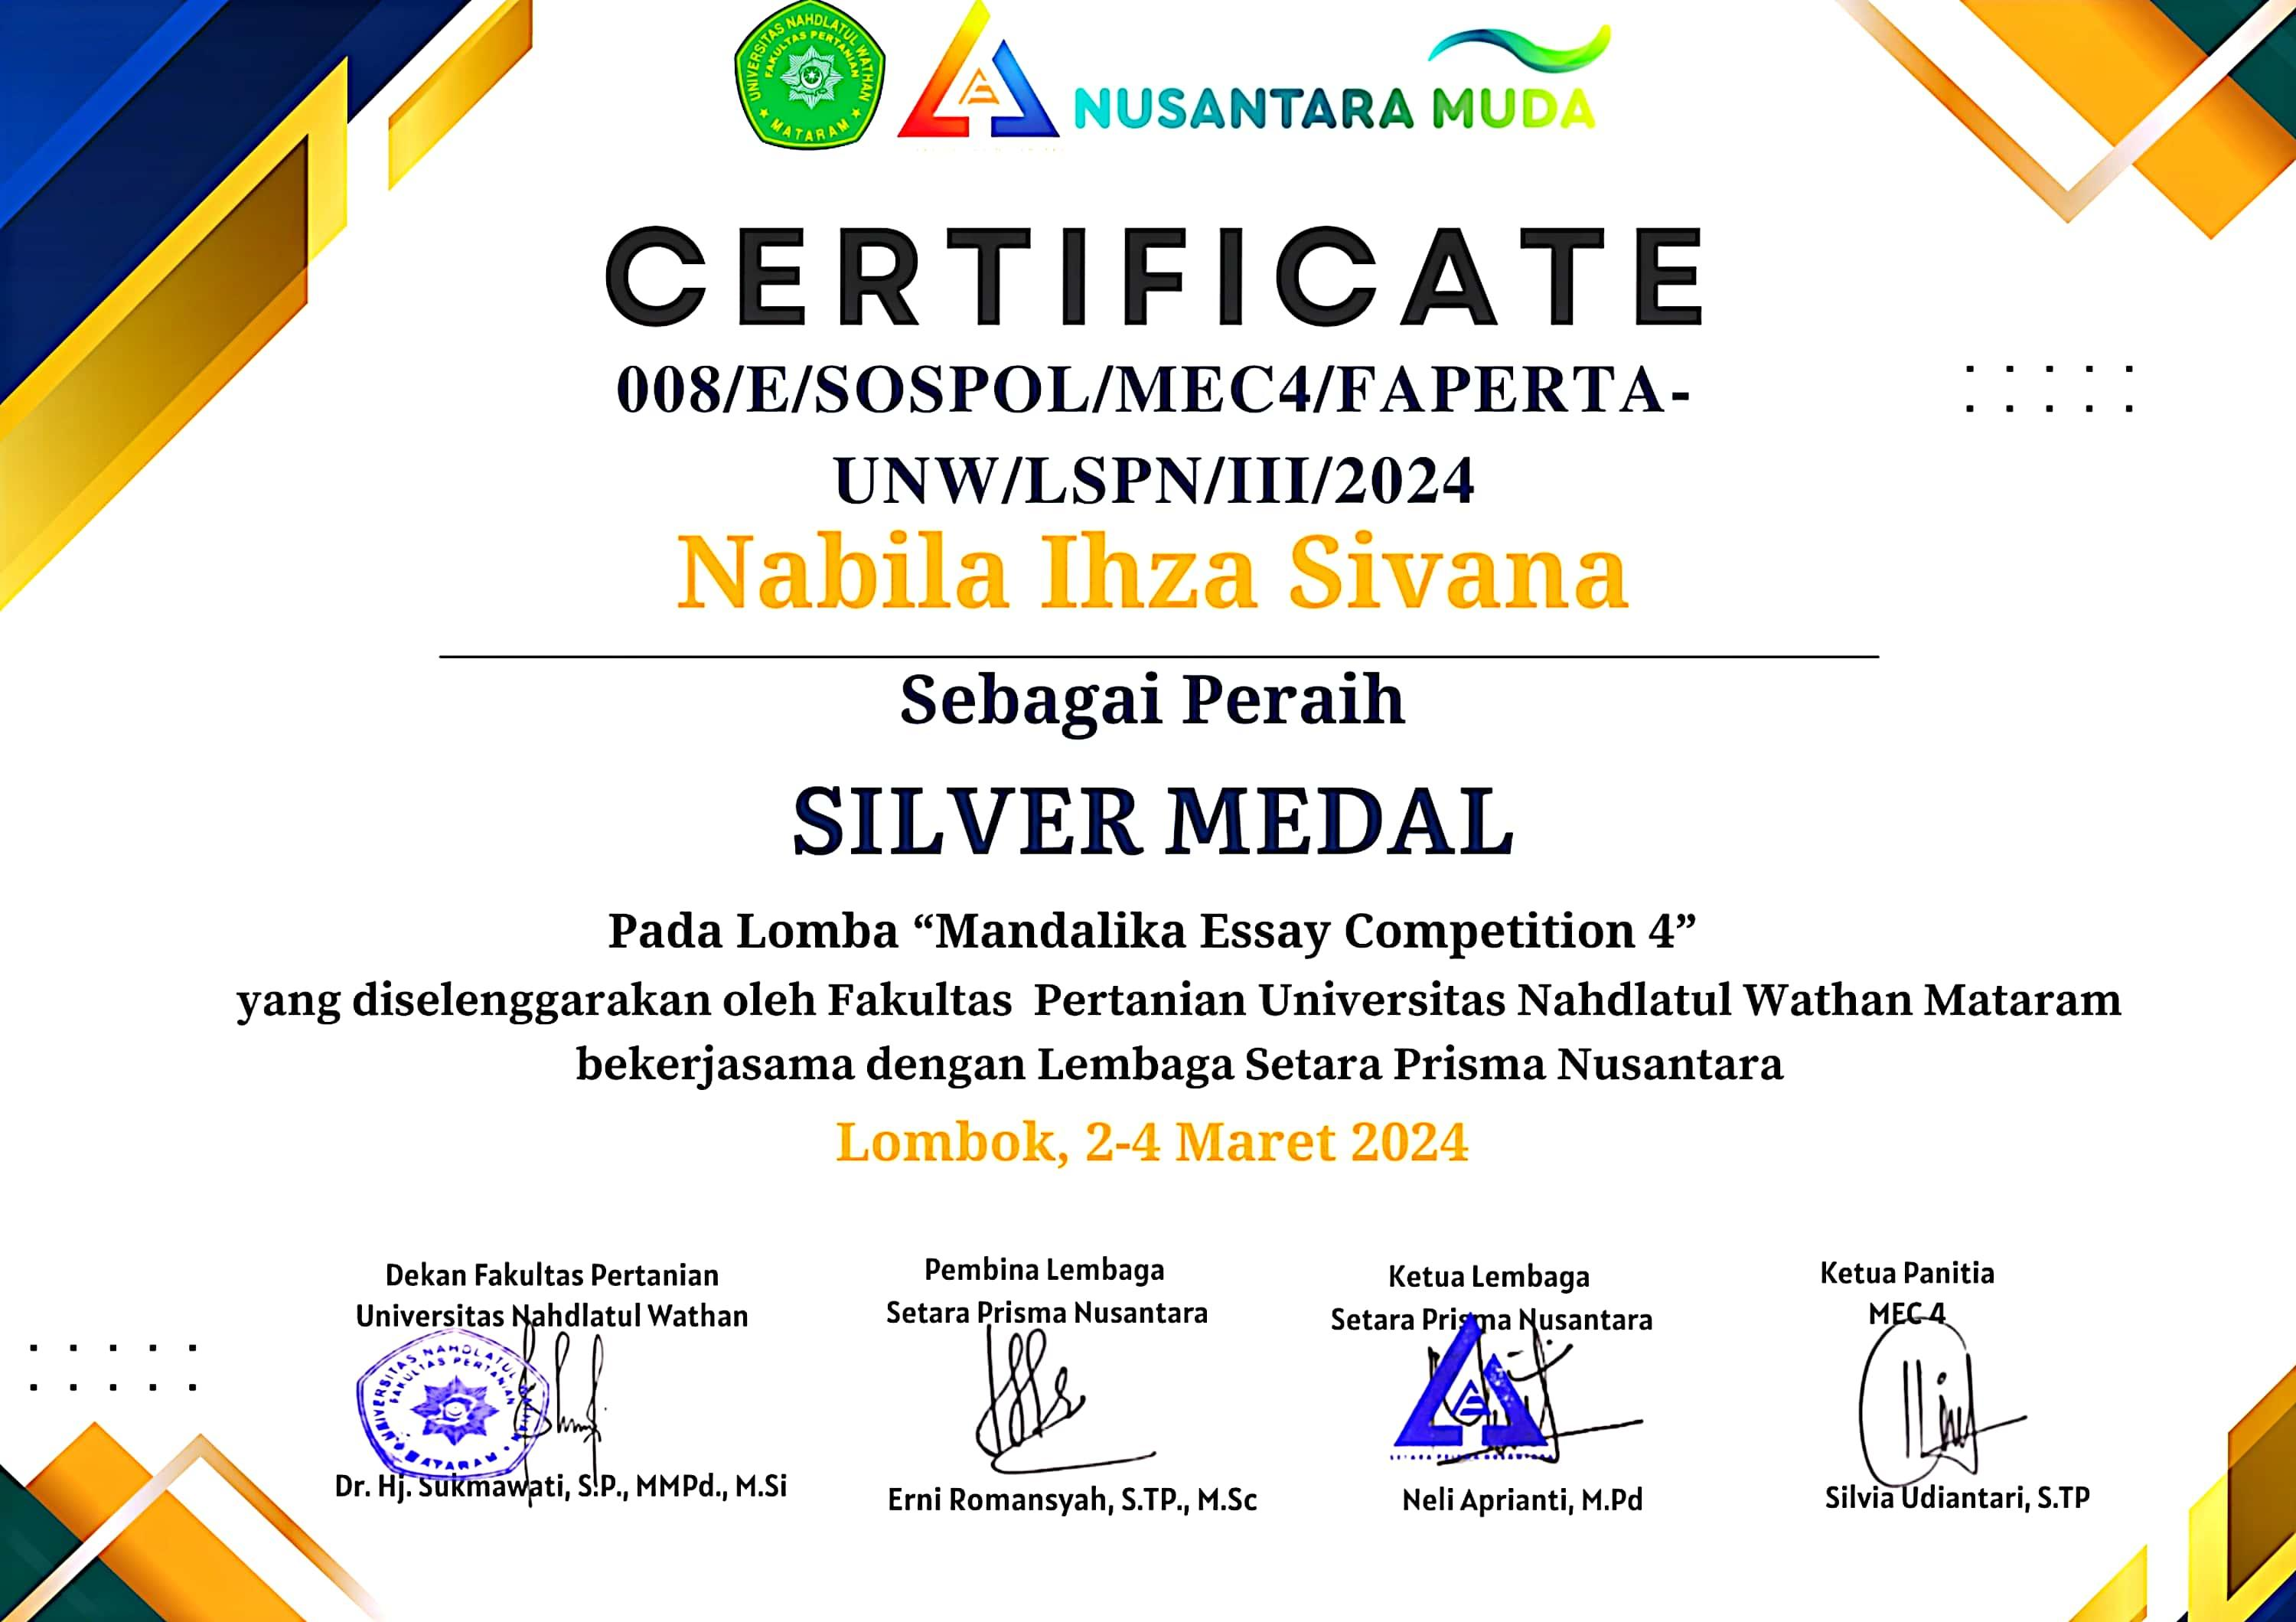 UNIVERSITAS NAHDLATUL WATHAN
FAKULTAS PERTANIAN
MATARAM
NUSANTARA MUDA
CERTIFICATE
008/E/SOSPOL/MEC4/FAPERTA-
UNW/LSPN/III/2024
Nabila Ihza Sivana
Sebagai Peraih
SILVER MEDAL
Pada Lomba “Mandalika Essay Competition 4”
yang diselenggarakan oleh Fakultas Pertanian Universitas Nahdlatul Wathan Mataram
bekerjasama dengan Lembaga Setara Prisma Nusantara
Lombok, 2-4 Maret 2024
Dekan Fakultas Pertanian
Universitas Nahdlatul Wathan
UNIVERSITAS NAHDLATUL WATHAN
FAKULTAS PERTANIAN
MATARAM
Dr. Hj. Sukmawati, S.P., MMPd., M.Si
Pembina Lembaga
Setara Prisma Nusantara
Erni Romansyah, S.TP., M.Sc
Ketua Lembaga
Setara Prisma Nusantara
SETARA PRISMA NUSANTARA
Neli Aprianti, M.Pd
Ketua Panitia
MEC 4
Silvia Udiantari, S.TP